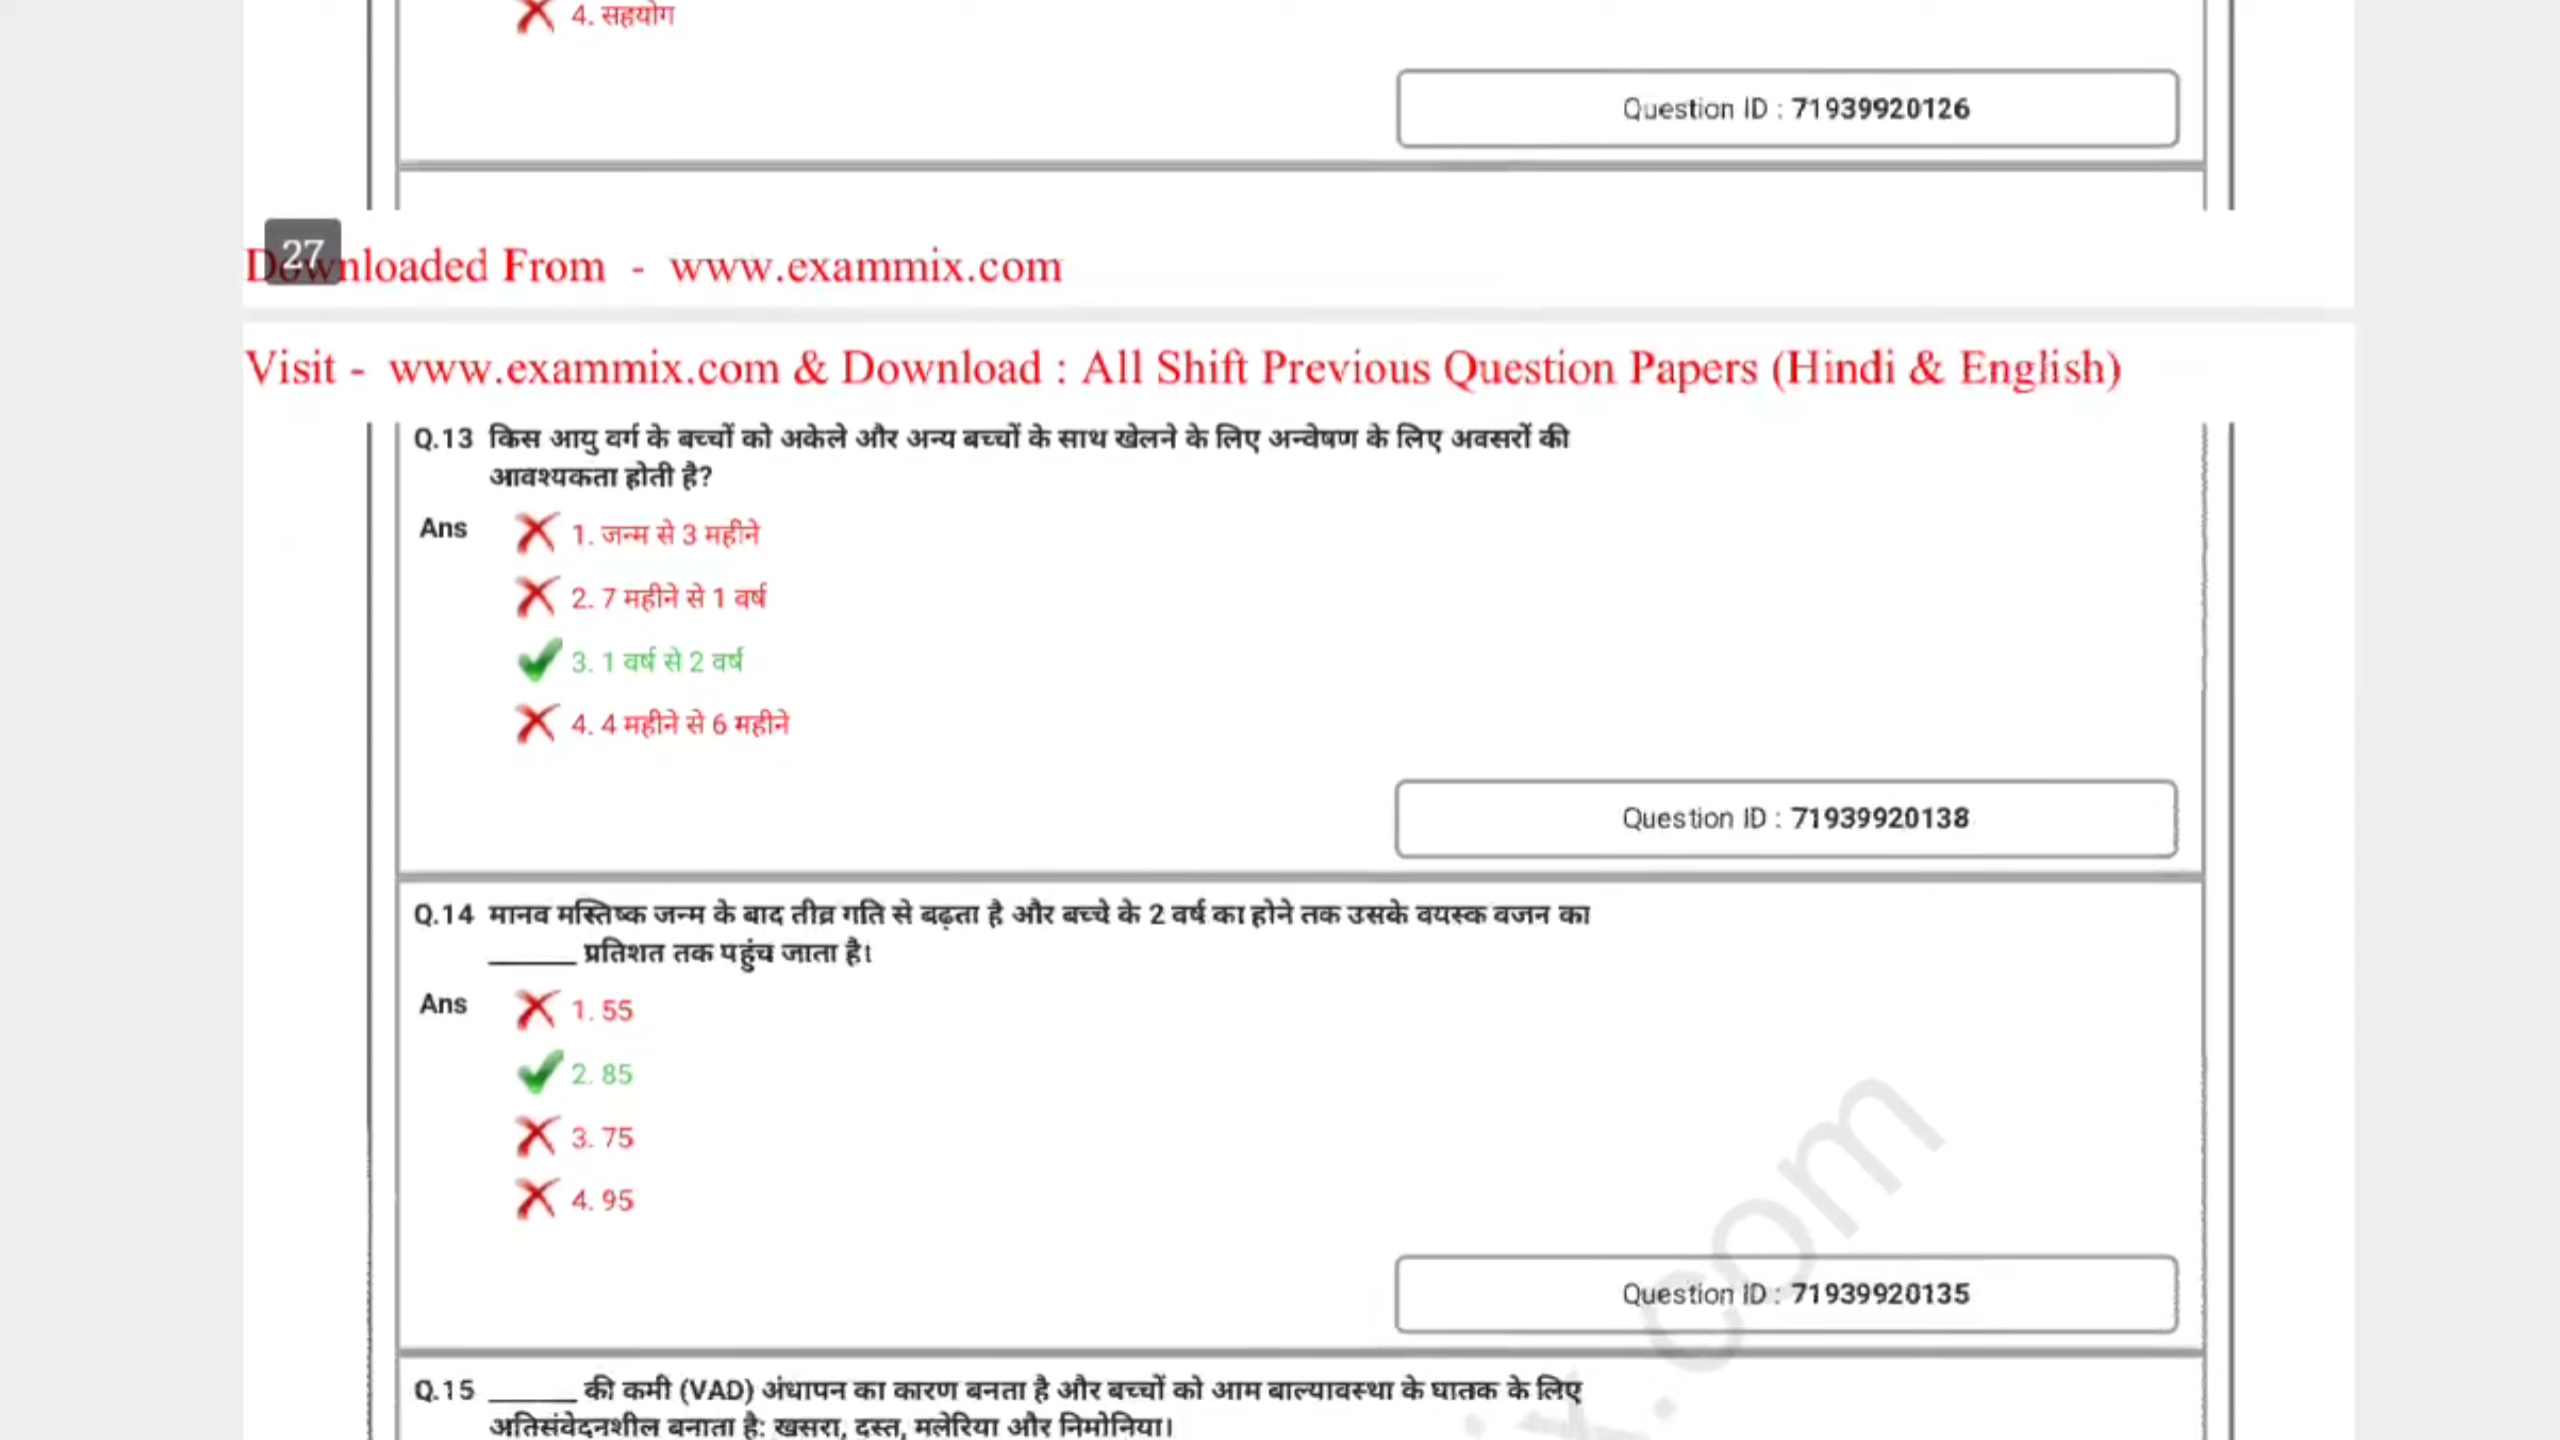 4. सहयोग
Question ID : 71939920126
27
Downloaded From - www.exammix.com
Visit - www.exammix.com & Download : All Shift Previous Question Papers (Hindi & English)
Q.13 किस आयु वर्ग के बच्चों को अकेले और अन्य बच्चों के साथ खेलने के लिए अन्वेषण के लिए अवसरों की
आवश्यकता होती है?
Ans 1. जन्म से 3 महीने
2. 7 महीने से 1 वर्ष
3. 1 वर्ष से 2 वर्ष
4. 4 महीने से 6 महीने
Question ID : 71939920138
Q.14 मानव मस्तिष्क जन्म के बाद तीव्र गति से बढ़ता है और बच्चे के 2 वर्ष का होने तक उसके वयस्क वजन का
______ प्रतिशत तक पहुंच जाता है।
Ans 1. 55
2. 85
3. 75
4. 95
Question ID : 71939920135
Q.15 ______ की कमी (VAD) अंधापन का कारण बनता है और बच्चों को आम बाल्यावस्था के घातक के लिए
अतिसंवेदनशील बनाता है: खसरा, दस्त, मलेरिया और निमोनिया।
ix.com